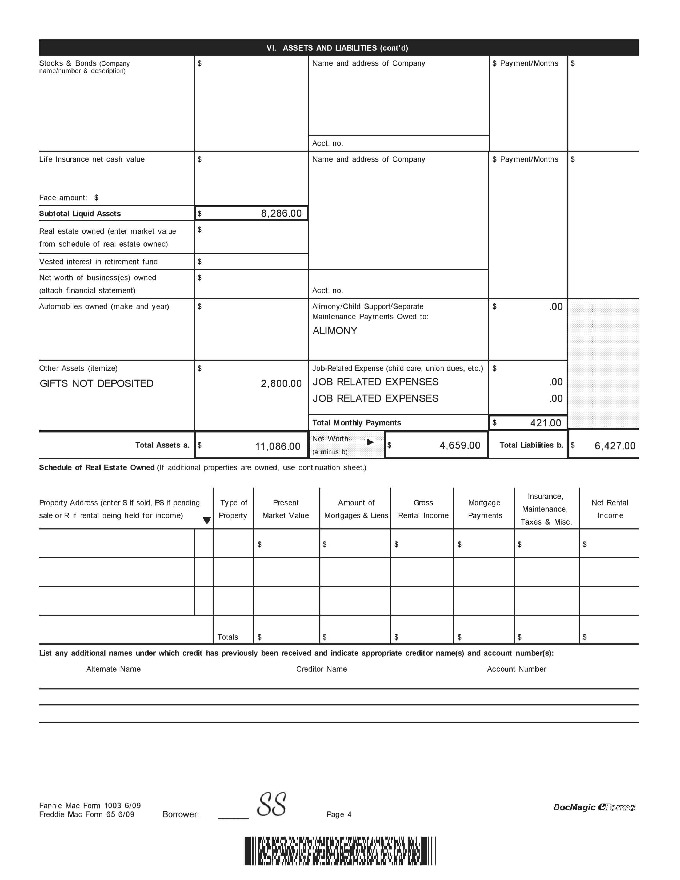 VI. ASSETS AND LIABILITIES (cont'd)
Stocks & Bonds (Company
name/number & description)
$
Name and address of Company
$ Payment/Months
$
Acct. no.
Life Insurance net cash value
$
Name and address of Company
$ Payment/Months
$
Face amount: $
Subtotal Liquid Assets
$ 8,286.00
Real estate owned (enter market value
from schedule of real estate owned)
$
Vested interest in retirement fund
$
Net worth of business(es) owned
(attach financial statement)
$
Acct. no.
Automobiles owned (make and year)
$
Alimony/Child Support/Separate
Maintenance Payments Owed to:
ALIMONY
$ .00
Other Assets (itemize)
GIFTS NOT DEPOSITED
$
2,800.00
Job-Related Expense (child care, union dues, etc.)
JOB RELATED EXPENSES
JOB RELATED EXPENSES
$
.00
.00
Total Monthly Payments
$ 421.00
Total Assets a.
$ 11,086.00
Net Worth
(a minus b)
$ 4,659.00
Total Liabilities b.
$ 6,427.00
Schedule of Real Estate Owned (If additional properties are owned, use continuation sheet.)
Property Address (enter S if sold, PS if pending
sale or R if rental being held for income)
Type of
Property
Present
Market Value
Amount of
Mortgages & Liens
Gross
Rental Income
Mortgage
Payments
Insurance,
Maintenance,
Taxes & Misc.
Net Rental
Income
$ $ $ $ $ $
Totals $ $ $ $ $ $
List any additional names under which credit has previously been received and indicate appropriate creditor name(s) and account number(s):
Alternate Name Creditor Name Account Number
Fannie Mae Form 1003 6/09
Freddie Mac Form 65 6/09
Borrower
SS
Page 4
DocMagic